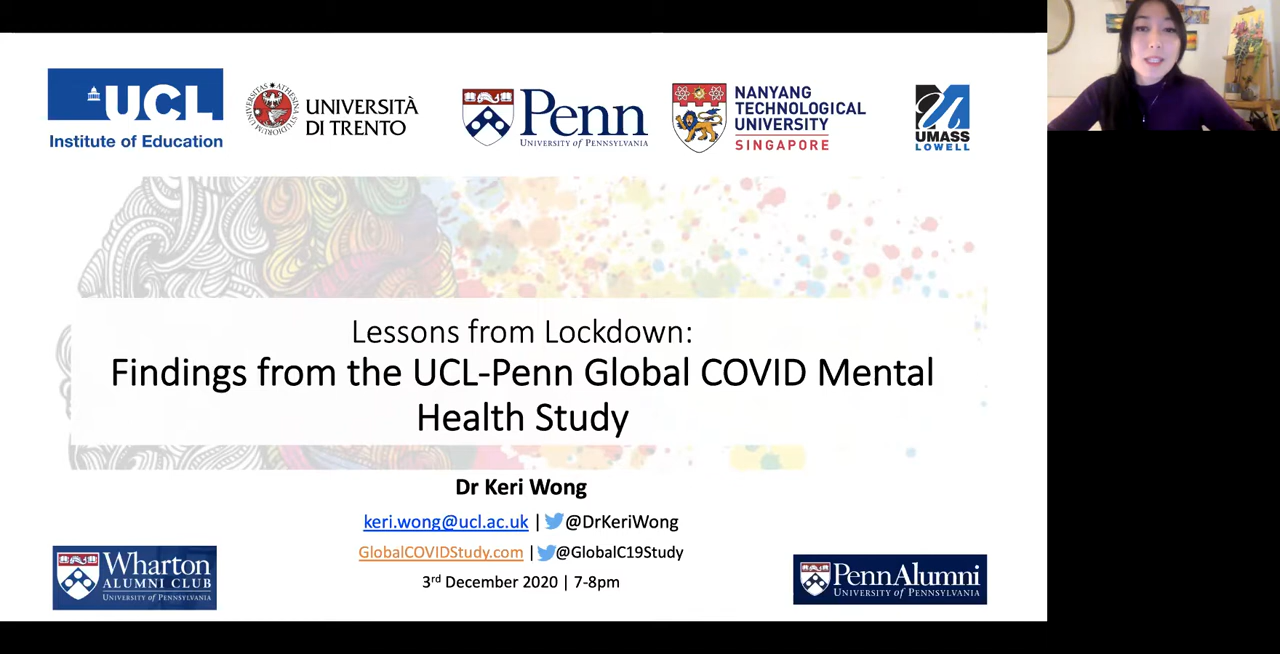 UCL
Institute of Education
UNIVERSITÀ
DI TRENTO
Penn
UNIVERSITY of PENNSYLVANIA
NANYANG
TECHNOLOGICAL
UNIVERSITY
SINGAPORE
UMASS
LOWELL
Lessons from Lockdown:
Findings from the UCL-Penn Global COVID Mental
Health Study
Dr Keri Wong
keri.wong@ucl.ac.uk | @DrKeriWong
GlobalCOVIDStudy.com | @GlobalC19Study
3rd December 2020 | 7-8pm
Wharton
ALUMNI CLUB
UNIVERSITY of PENNSYLVANIA
Penn Alumni
UNIVERSITY of PENNSYLVANIA